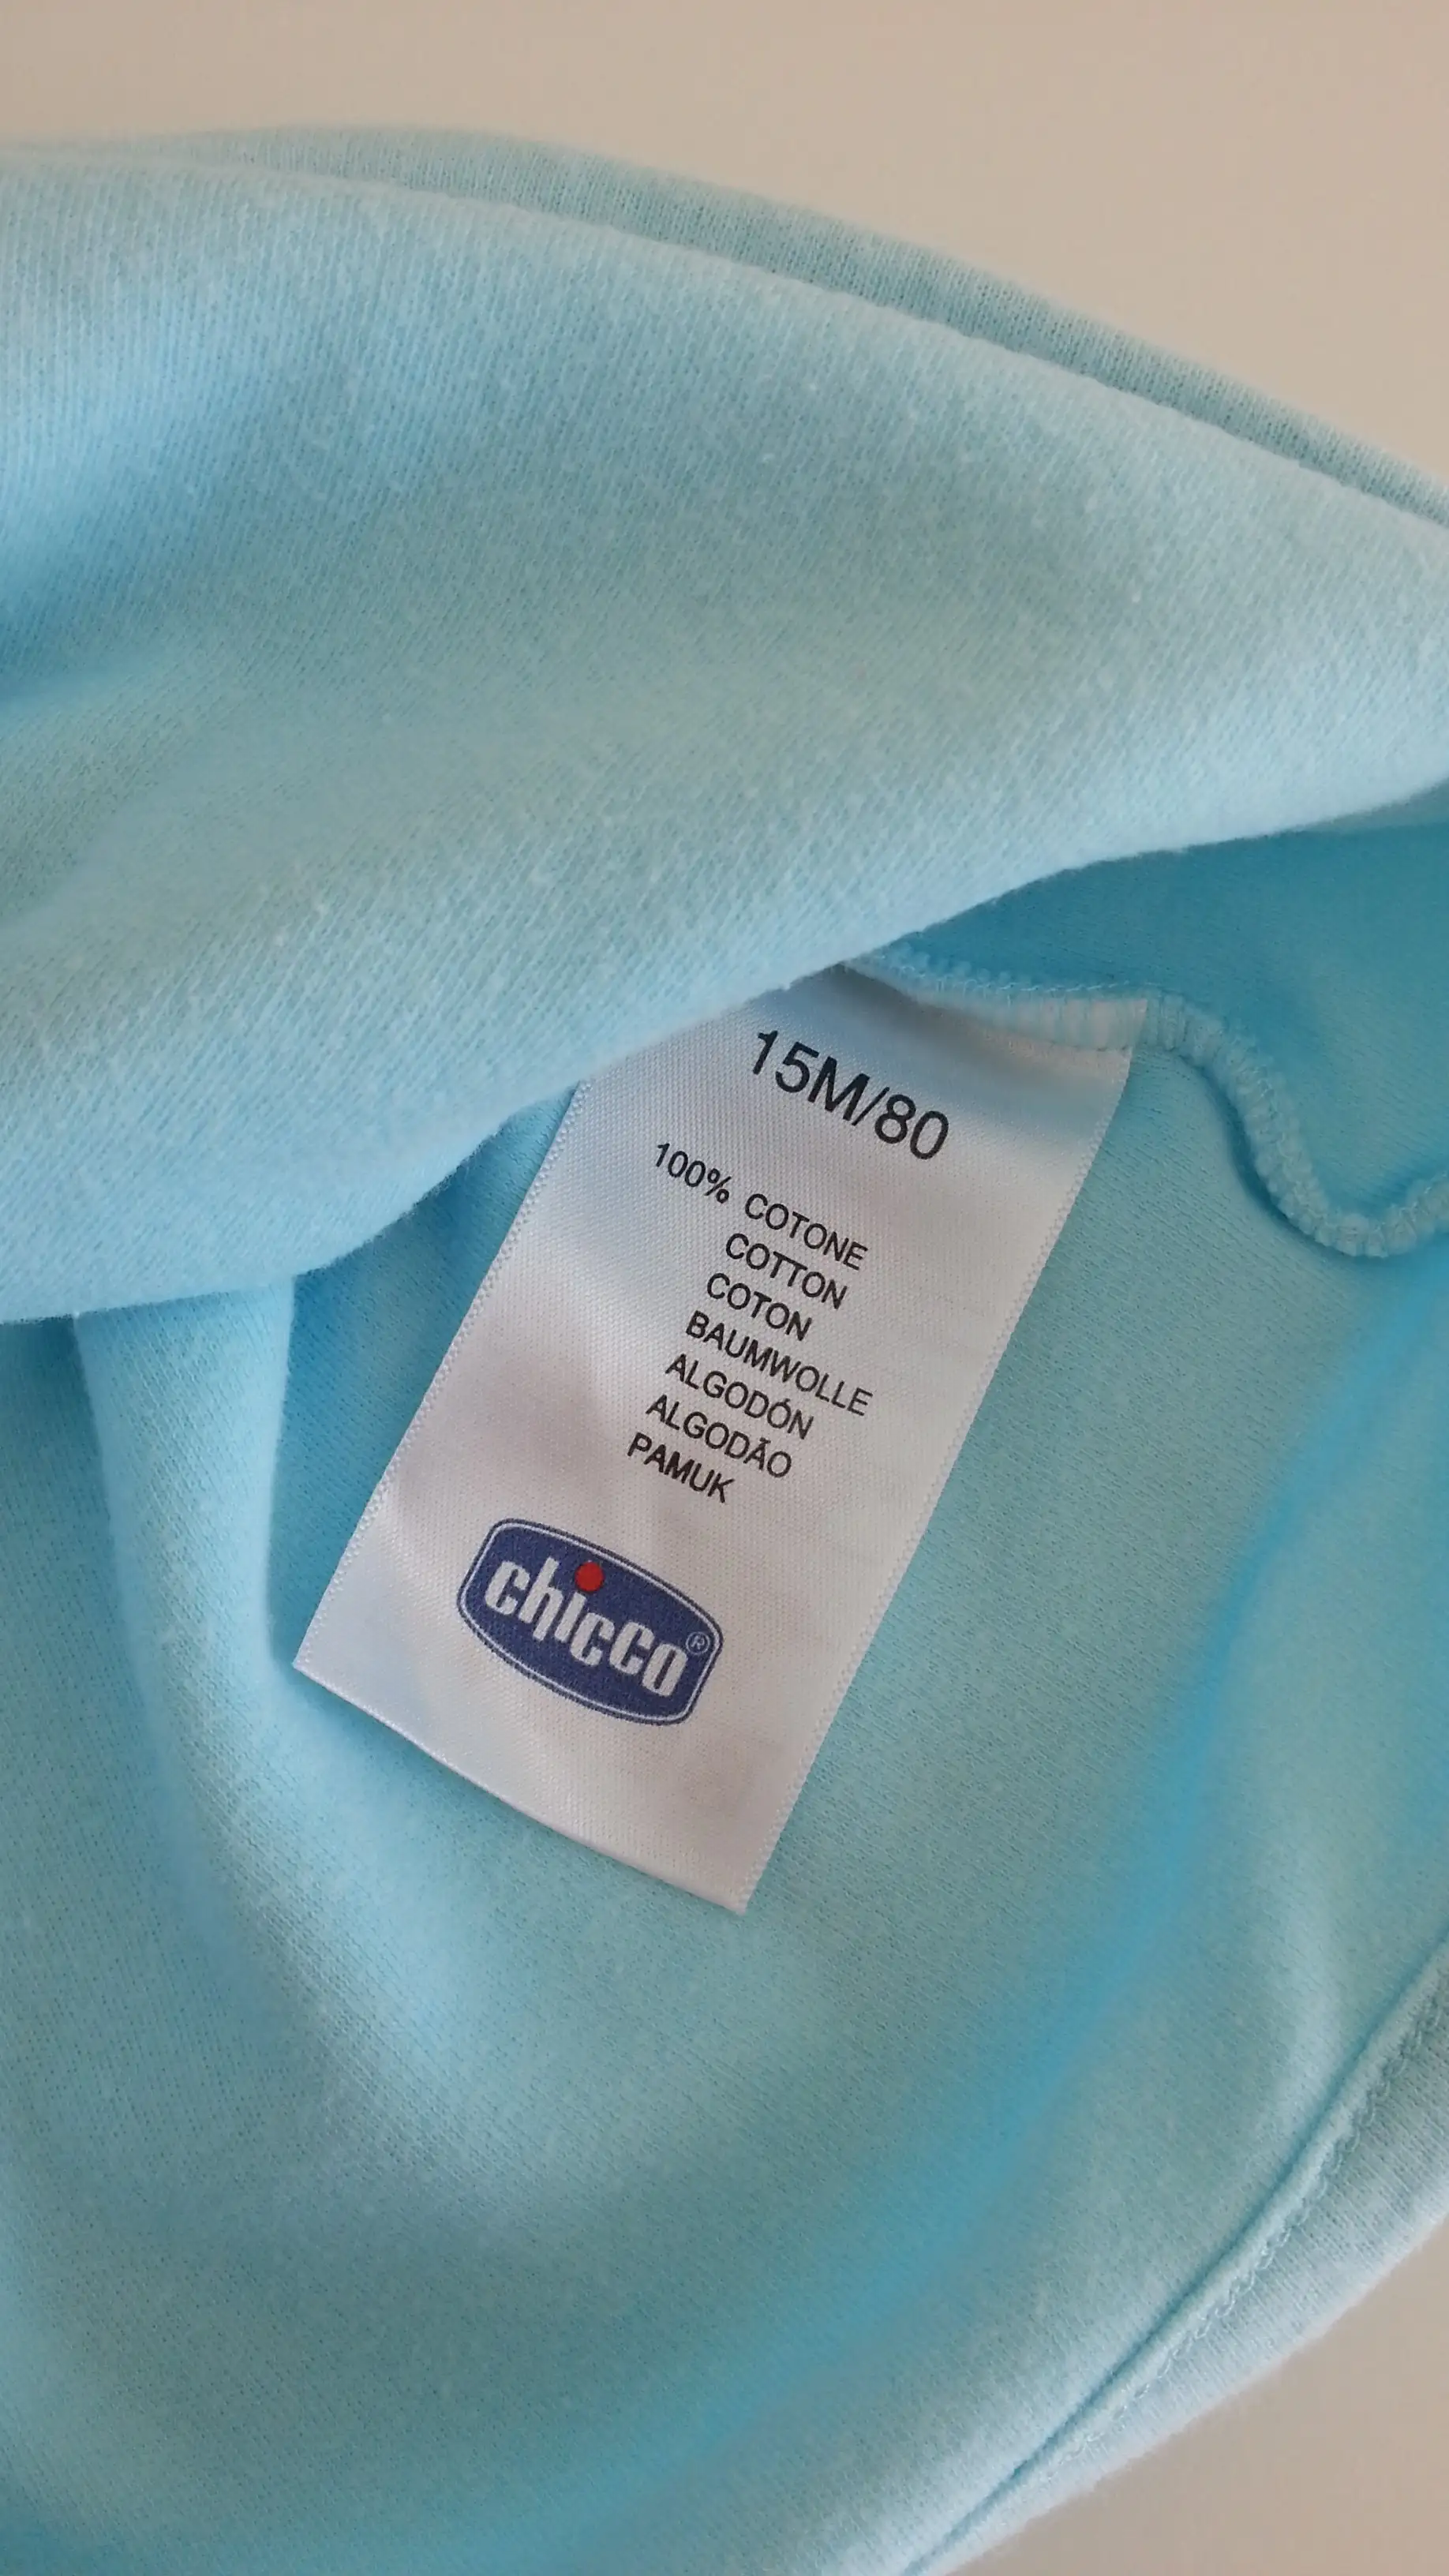 15M/80
100% COTONE
COTTON
COTON
BAUMWOLLE
ALGODÓN
ALGODÃO
PAMUK
chicco®